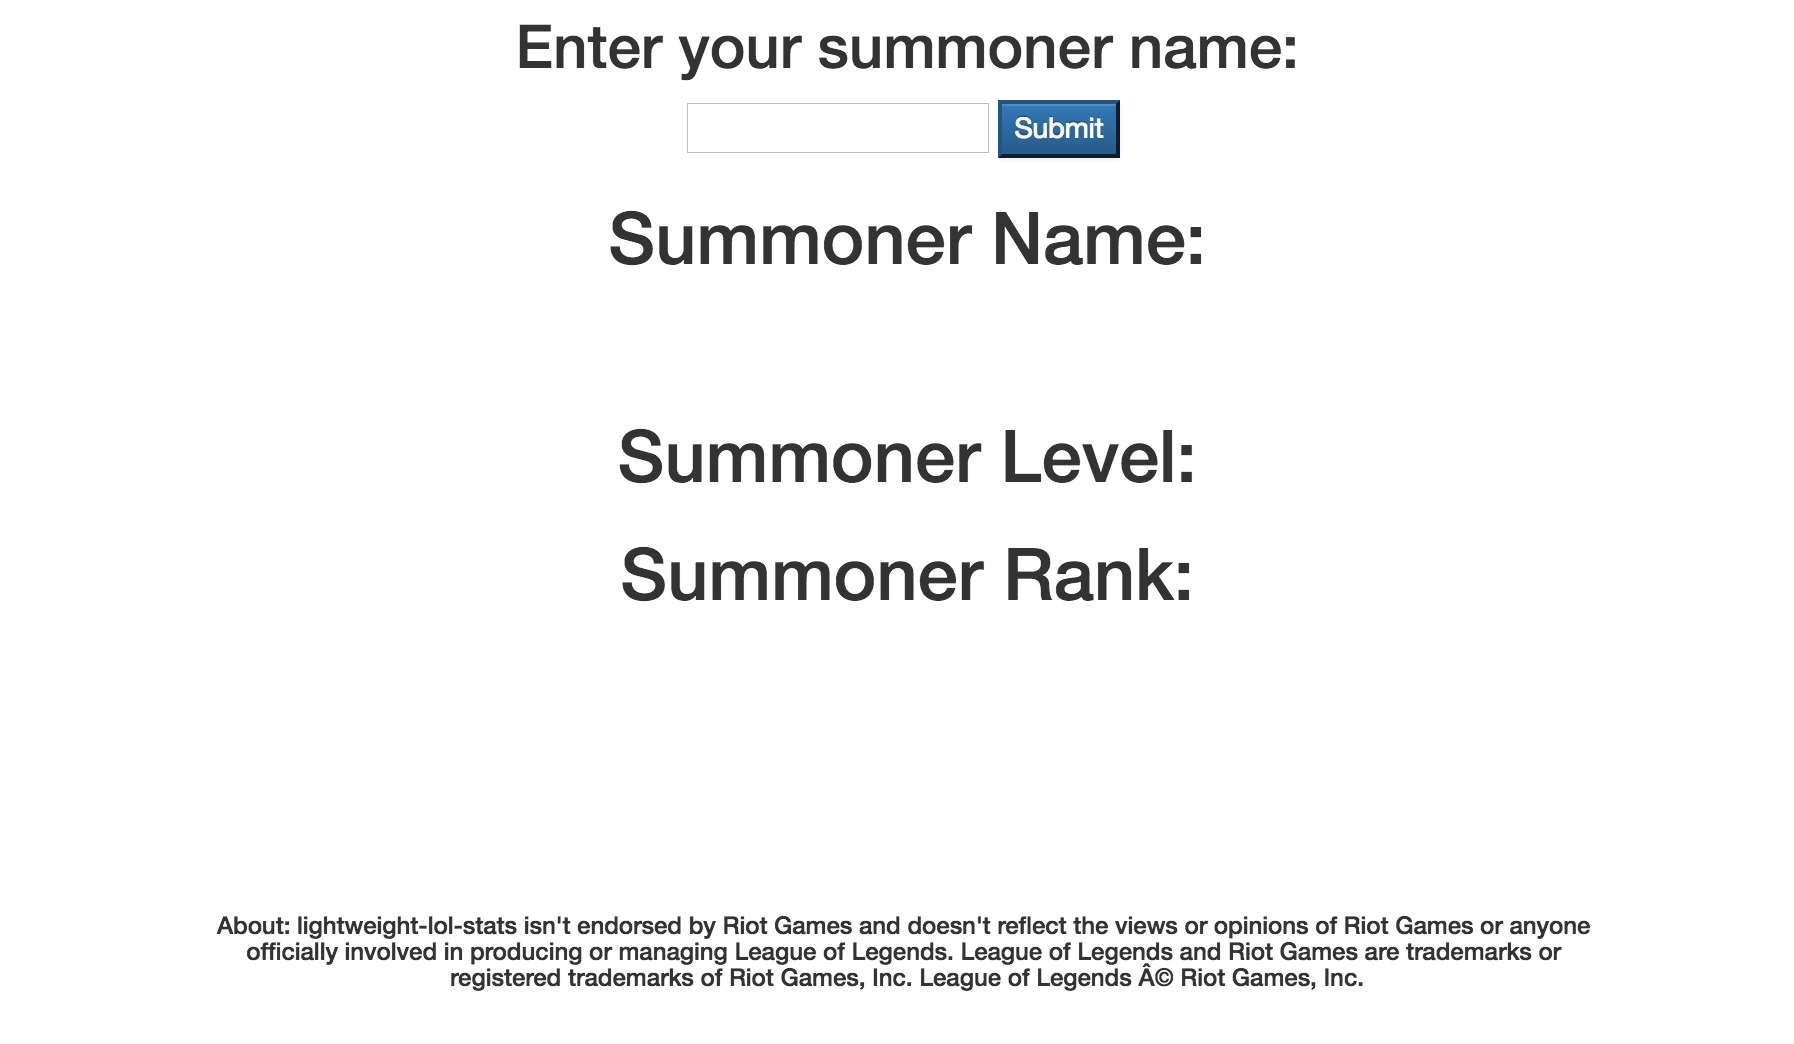 Enter your summoner name:
Submit
Summoner Name:
Summoner Level:
Summoner Rank:
About: lightweight-lol-stats isn't endorsed by Riot Games and doesn't reflect the views or opinions of Riot Games or anyone
officially involved in producing or managing League of Legends. League of Legends and Riot Games are trademarks or
registered trademarks of Riot Games, Inc. League of Legends Â© Riot Games, Inc.